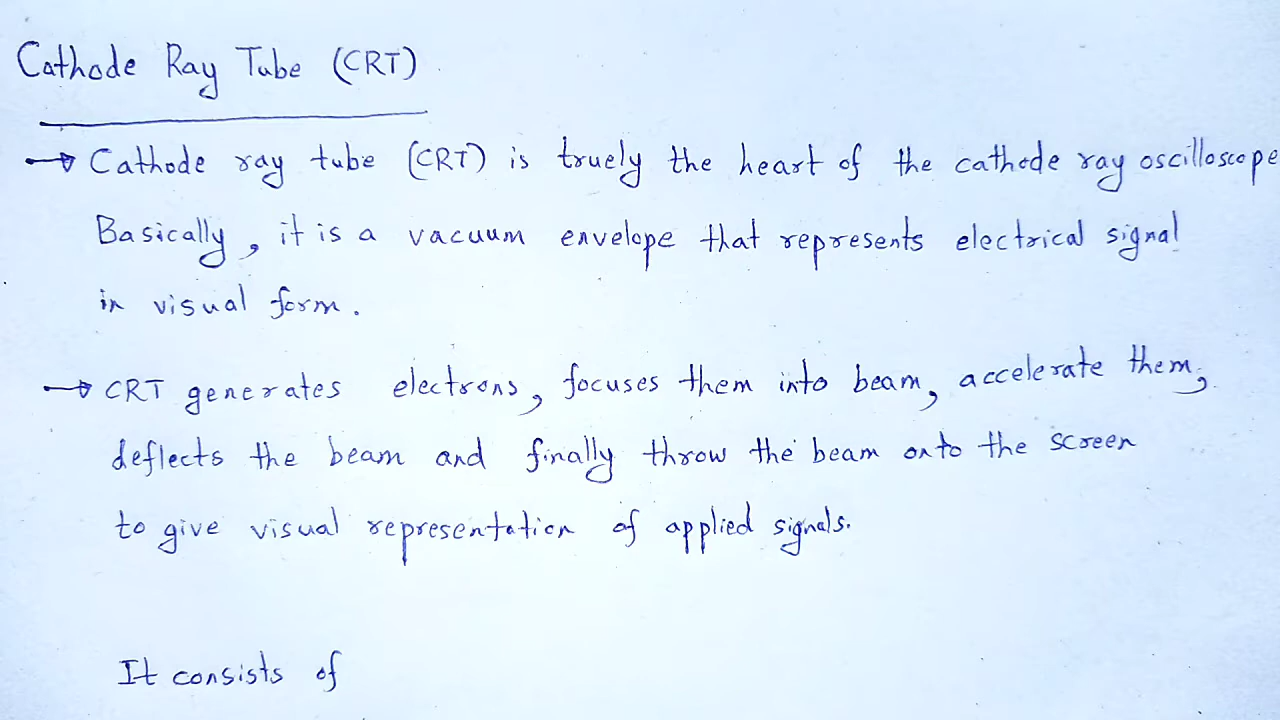 Cathode Ray Tube (CRT)
→ Cathode ray tube (CRT) is truely the heart of the cathode ray oscilloscope
Basically, it is a vacuum envelope that represents electrical signal
in visual form.
→ CRT generates electrons, focuses them into beam, accelerate them,
deflects the beam and finally throw the beam onto the screen
to give visual representation of applied signals.
It consists of